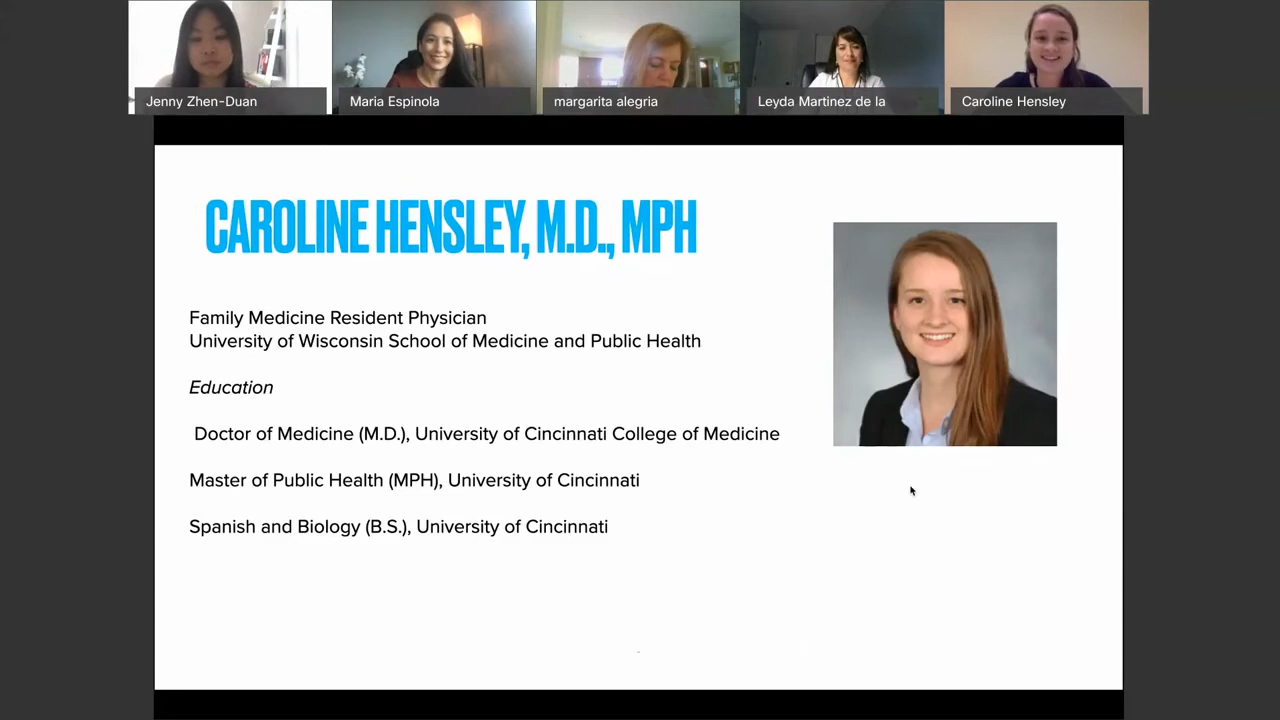 Jenny Zhen-Duan
Maria Espinola
margarita alegria
Leyda Martinez de la
Caroline Hensley
CAROLINE HENSLEY, M.D., MPH
Family Medicine Resident Physician
University of Wisconsin School of Medicine and Public Health
Education
Doctor of Medicine (M.D.), University of Cincinnati College of Medicine
Master of Public Health (MPH), University of Cincinnati
Spanish and Biology (B.S.), University of Cincinnati